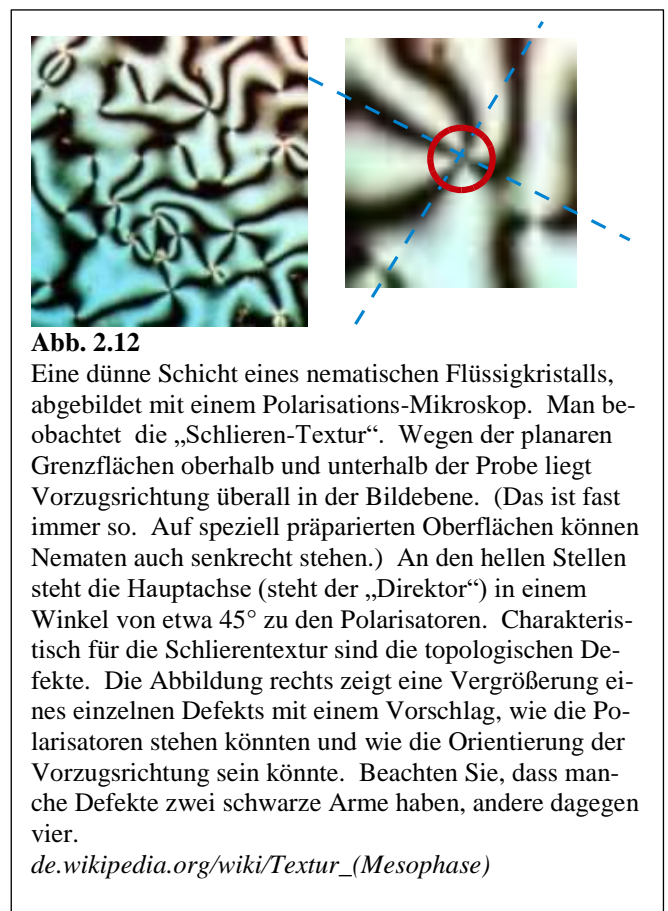 Abb. 2.12
Eine dünne Schicht eines nematischen Flüssigkristalls,
abgebildet mit einem Polarisations-Mikroskop.  Man be-
obachtet  die „Schlieren-Textur“.  Wegen der planaren
Grenzflächen oberhalb und unterhalb der Probe liegt
Vorzugsrichtung überall in der Bildebene.  (Das ist fast
immer so.  Auf speziell präparierten Oberflächen können
Nematen auch senkrecht stehen.)  An den hellen Stellen
steht die Hauptachse (steht der „Direktor“) in einem
Winkel von etwa 45° zu den Polarisatoren.  Charakteris-
tisch für die Schlierentextur sind die topologischen De-
fekte.  Die Abbildung rechts zeigt eine Vergrößerung ei-
nes einzelnen Defekts mit einem Vorschlag, wie die Po-
larisatoren stehen könnten und wie die Orientierung der
Vorzugsrichtung sein könnte.  Beachten Sie, dass man-
che Defekte zwei schwarze Arme haben, andere dagegen
vier.
de.wikipedia.org/wiki/Textur_(Mesophase)